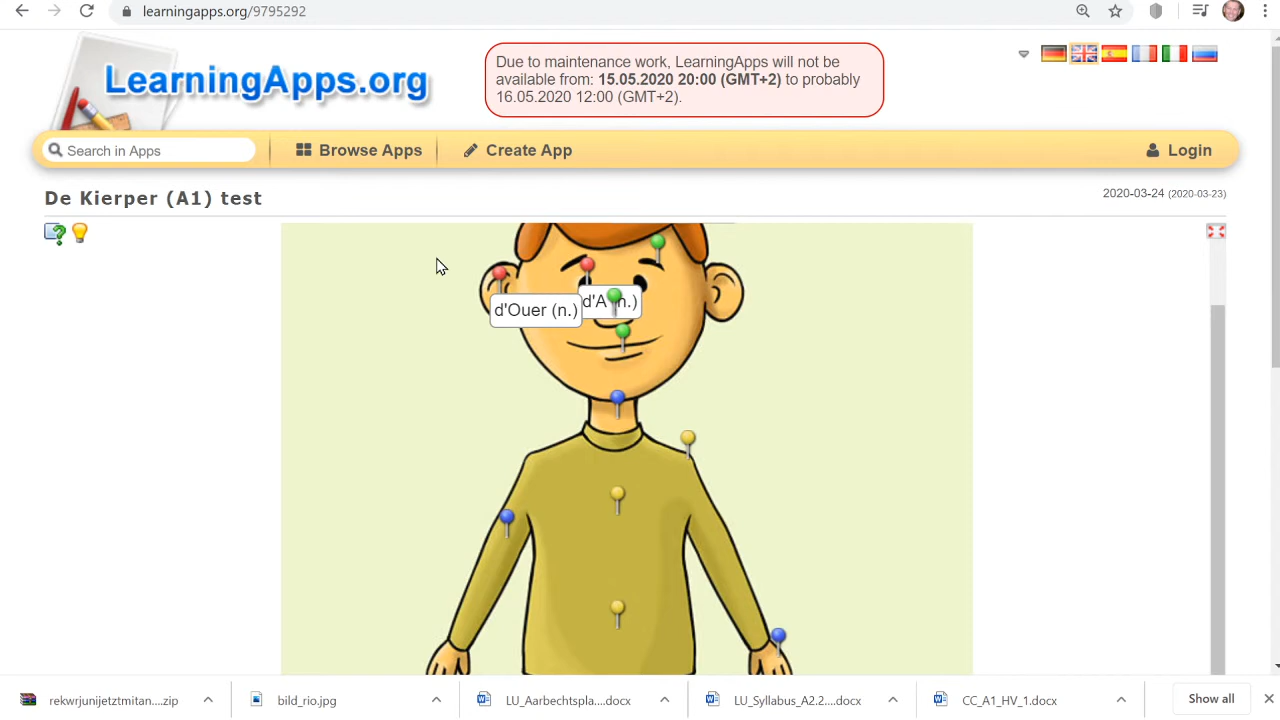 learningapps.org/9795292
LearningApps.org
Due to maintenance work, LearningApps will not be
available from: 15.05.2020 20:00 (GMT+2) to probably
16.05.2020 12:00 (GMT+2).
Search in Apps
Browse Apps
Create App
Login
De Kierper (A1) test
2020-03-24 (2020-03-23)
d'Ouer (n.)
d'A (n.)
rekwrjunijetztmitan....zip
bild_rio.jpg
LU_Aarbechtspla....docx
LU_Syllabus_A2.2....docx
CC_A1_HV_1.docx
Show all